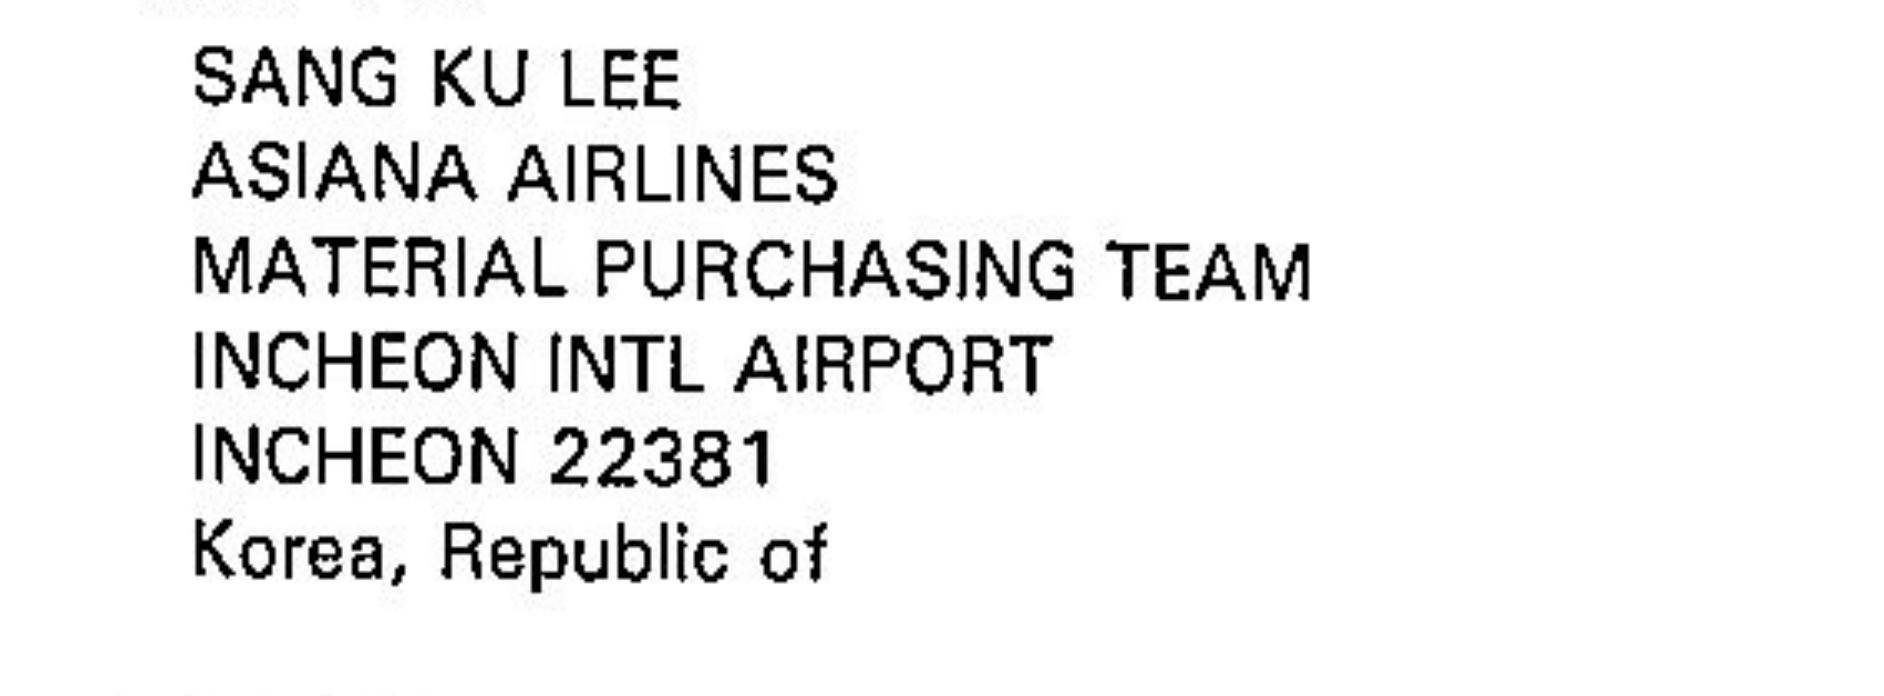 SANG KU LEE
ASIANA AIRLINES
MATERIAL PURCHASING TEAM
INCHEON INTL AIRPORT
INCHEON 22381
Korea, Republic of